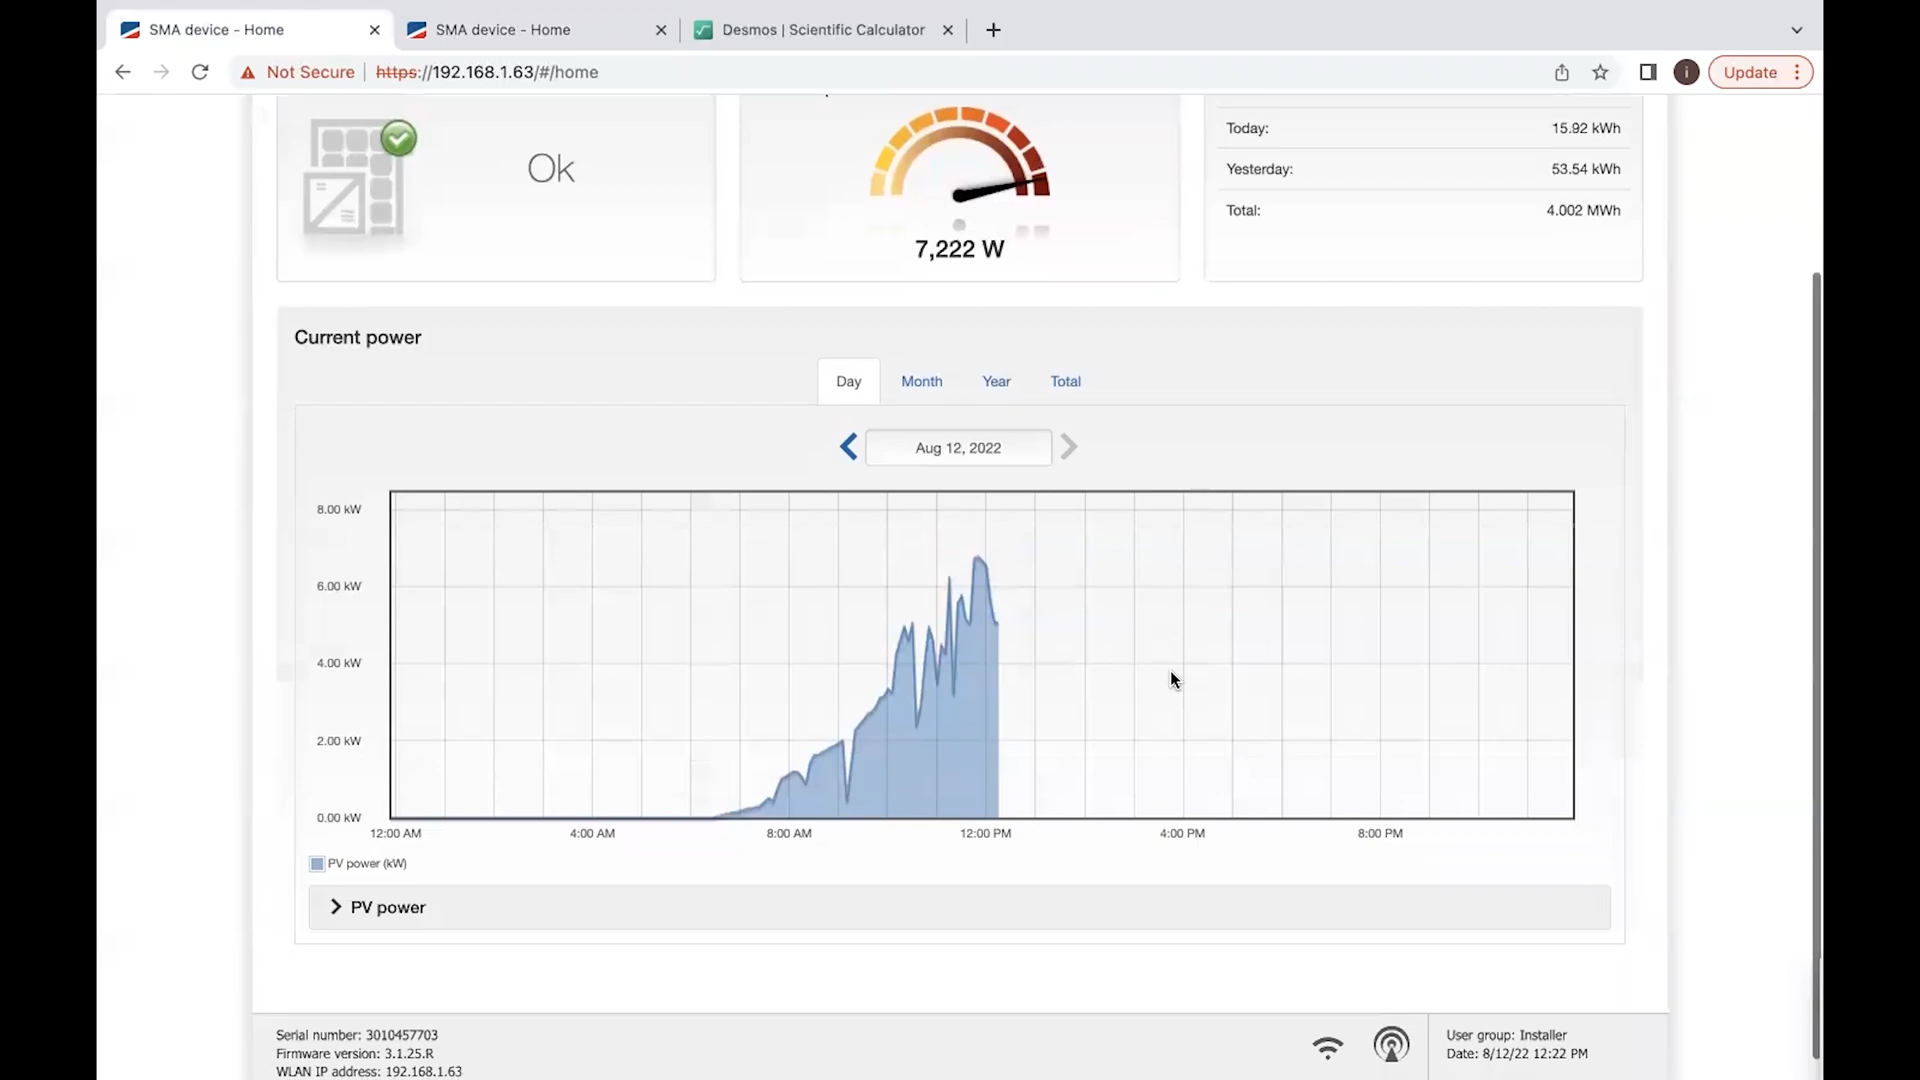 SMA device - Home
SMA device - Home
Desmos | Scientific Calculator
Not Secure
https://192.168.1.63/#/home
i
Update
Ok
7,222 W
Today: 15.92 kWh
Yesterday: 53.54 kWh
Total: 4.002 MWh
Current power
Day Month Year Total
Aug 12, 2022
8.00 kW
6.00 kW
4.00 kW
2.00 kW
0.00 kW
12:00 AM 4:00 AM 8:00 AM 12:00 PM 4:00 PM 8:00 PM
PV power (kW)
PV power
Serial number: 3010457703
Firmware version: 3.1.25.R
WLAN IP address: 192.168.1.63
User group: Installer
Date: 8/12/22 12:22 PM